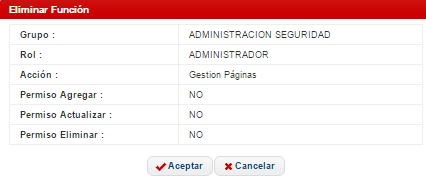 Eliminar Función
Grupo : ADMINISTRACION SEGURIDAD
Rol : ADMINISTRADOR
Acción : Gestion Páginas
Permiso Agregar : NO
Permiso Actualizar : NO
Permiso Eliminar : NO
Aceptar Cancelar